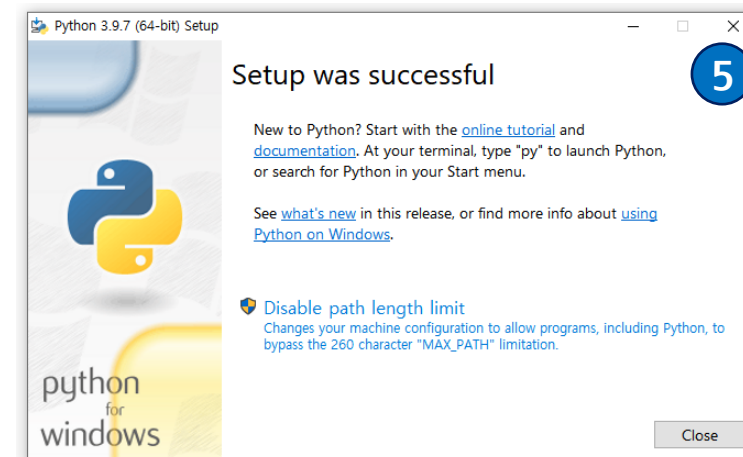 Python 3.9.7 (64-bit) Setup
Setup was successful
5
New to Python? Start with the online tutorial and
documentation. At your terminal, type "py" to launch Python,
or search for Python in your Start menu.
See what's new in this release, or find more info about using
Python on Windows.
Disable path length limit
Changes your machine configuration to allow programs, including Python, to
bypass the 260 character "MAX_PATH" limitation.
python
for
windows
Close